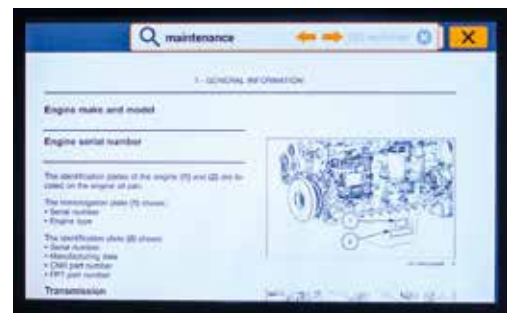 maintenance
1 - GENERAL INFORMATION
Engine make and model
Engine serial number
The identification plates of the engine (1) and (2) are lo-
cated on the engine oil pan.
The homologation plate (1) shows:
• Serial number
• Engine type
The identification plate (2) shows:
• Serial number
• Manufacturing date
• CNH part number
• FPT part number
Transmission